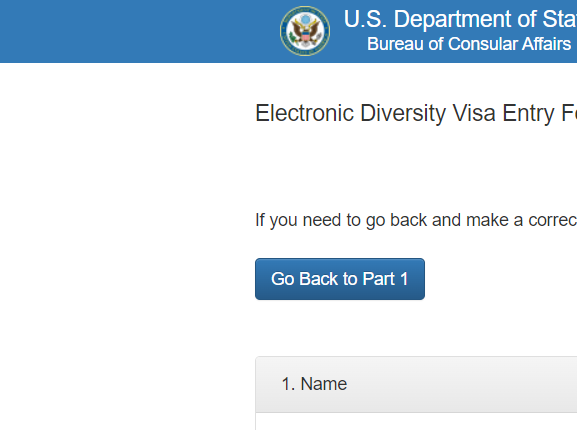 U.S. Department of Sta
Bureau of Consular Affairs
Electronic Diversity Visa Entry F
If you need to go back and make a correc
Go Back to Part 1
1. Name